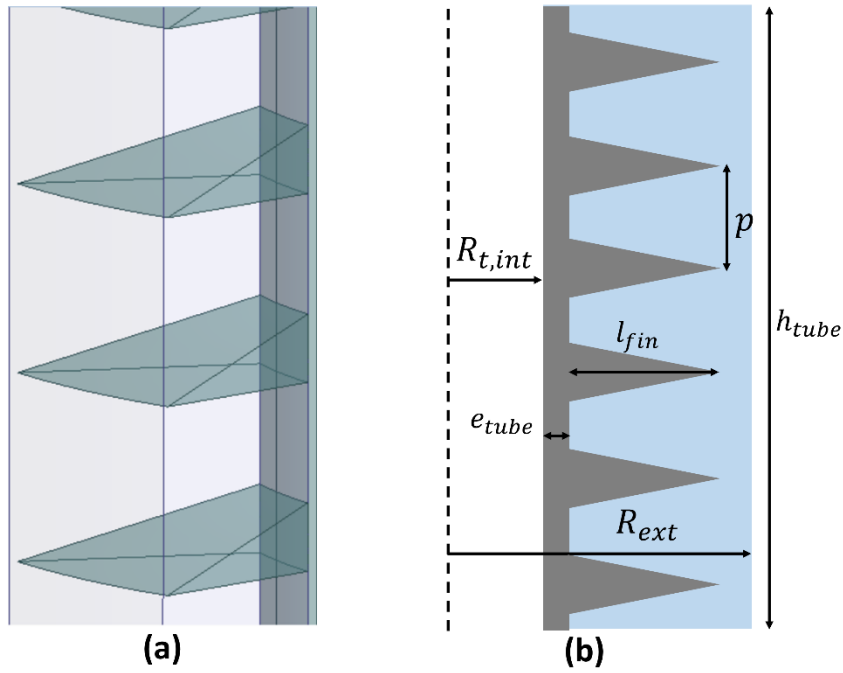 p
R_{t,int}
h_{tube}
l_{fin}
e_{tube}
R_{ext}
(a)
(b)